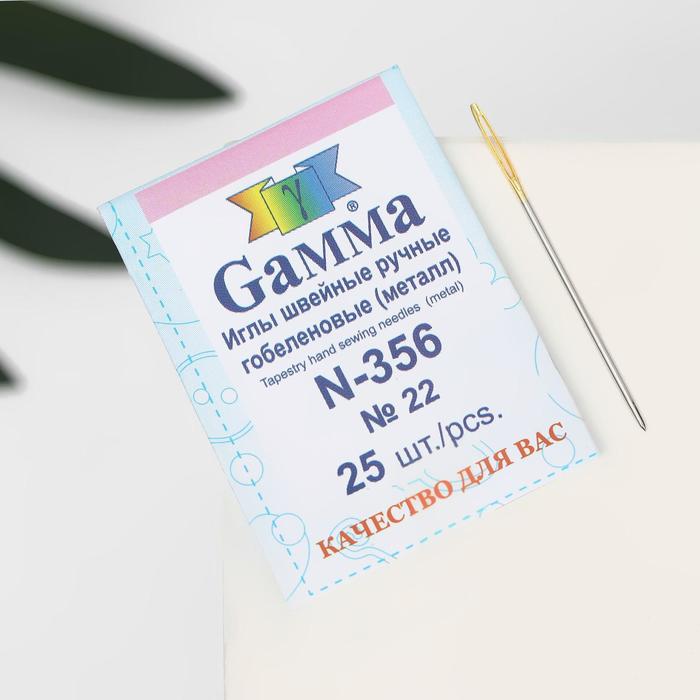 γ
GaMMa®
Иглы швейные ручные
гобеленовые (металл)
Tapestry hand sewing needles (metal)
N-356
№ 22
25 шт./pcs.
КАЧЕСТВО ДЛЯ ВАС